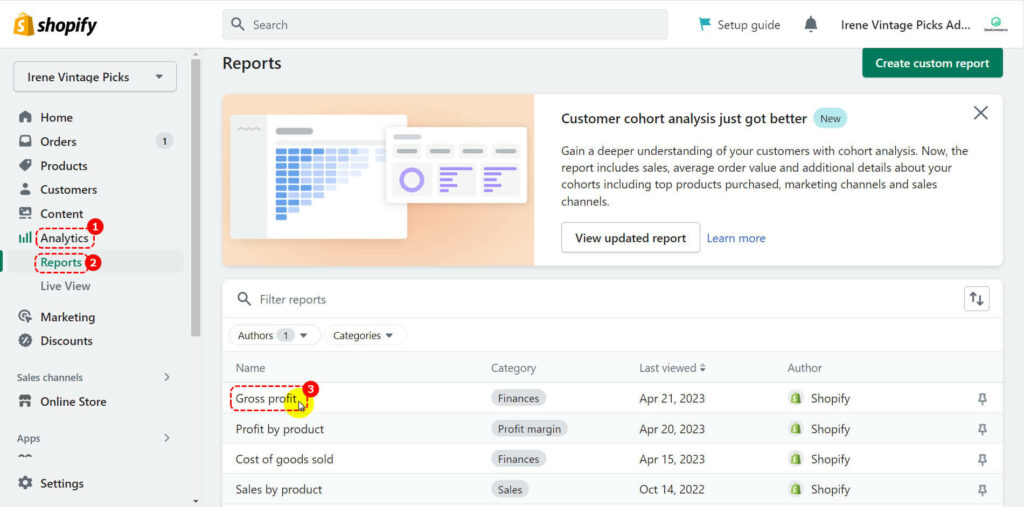 shopify
Search
Setup guide
Irene Vintage Picks Ad...
Irene Vintage Picks
Home
Orders 1
Products
Customers
Content
Analytics 1
Reports 2
Live View
Marketing
Discounts
Sales channels
Online Store
Apps
Settings
Reports
Create custom report
Customer cohort analysis just got better New
Gain a deeper understanding of your customers with cohort analysis. Now, the
report includes sales, average order value and additional details about your
cohorts including top products purchased, marketing channels and sales
channels.
View updated report Learn more
Filter reports
Authors 1 Categories
Name Category Last viewed Author
Gross profit 3 Finances Apr 21, 2023 Shopify
Profit by product Profit margin Apr 20, 2023 Shopify
Cost of goods sold Finances Apr 15, 2023 Shopify
Sales by product Sales Oct 14, 2022 Shopify